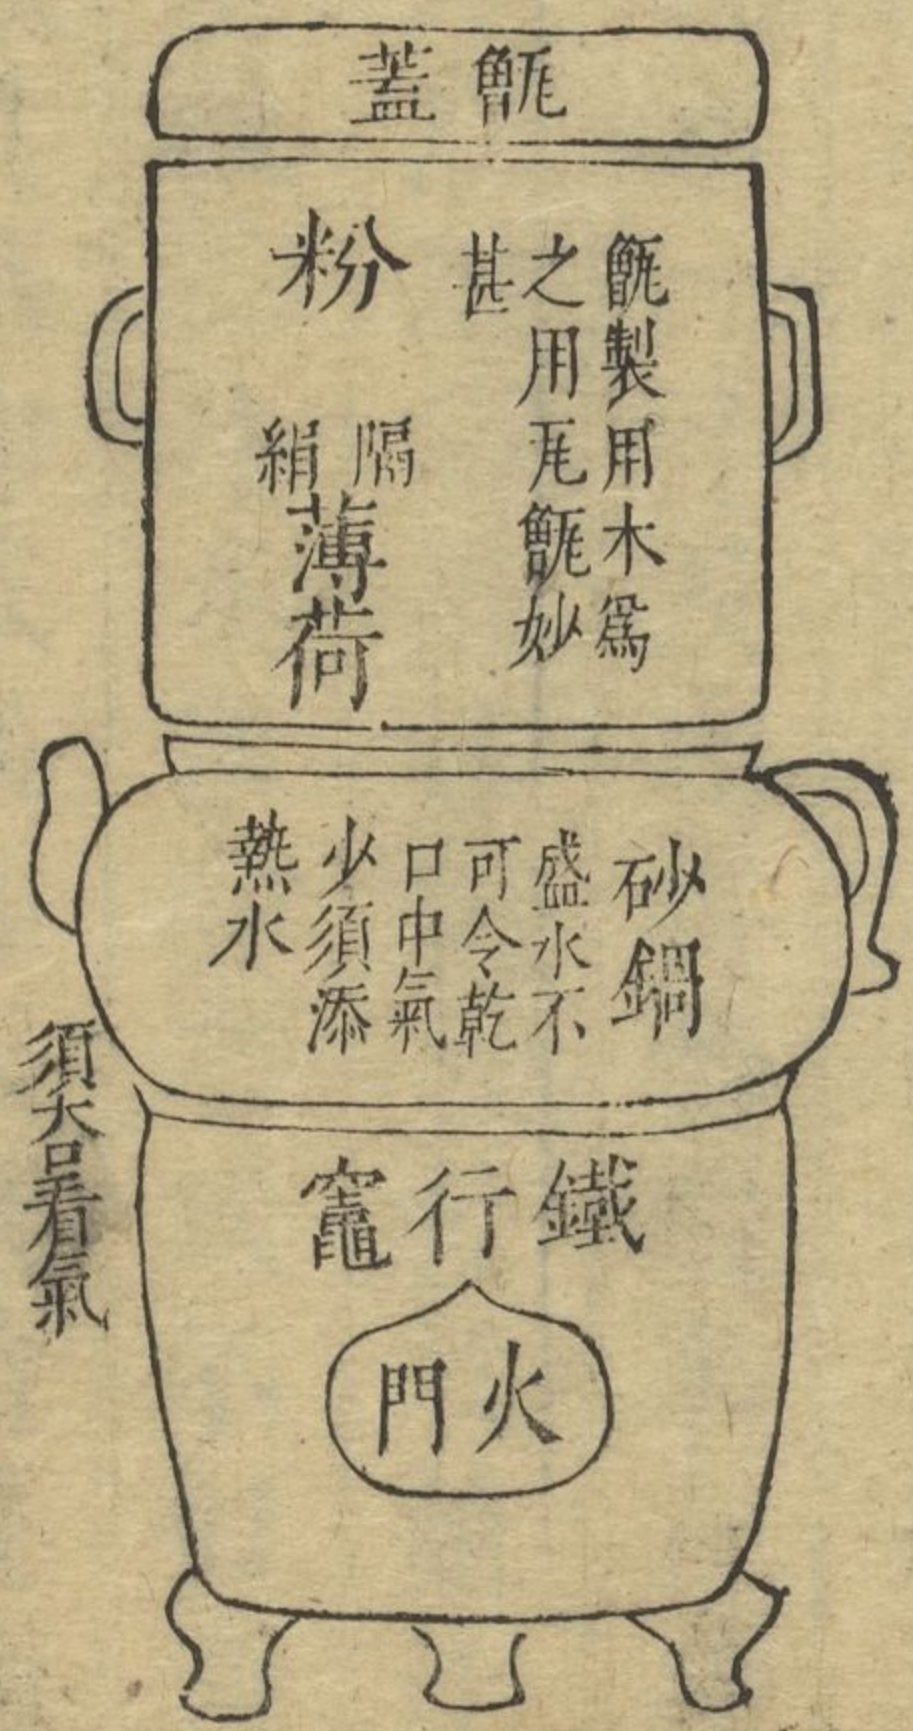 甑蓋
甑製用木爲
之用瓦甑妙
甚
粉
隔
絹
薄荷
砂鍋
盛水不
可令乾
口中氣
少須添
熱水
須大口看氣
鐵行竈
火門